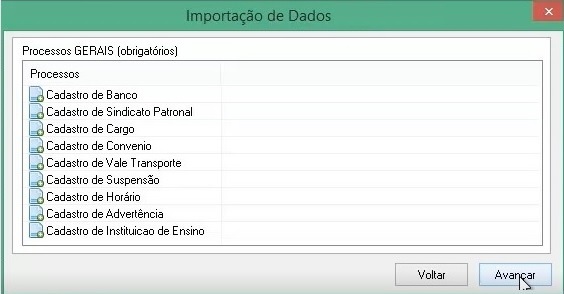 Importação de Dados
Processos GERAIS (obrigatórios)
Processos
Cadastro de Banco
Cadastro de Sindicato Patronal
Cadastro de Cargo
Cadastro de Convenio
Cadastro de Vale Transporte
Cadastro de Suspensão
Cadastro de Horário
Cadastro de Advertência
Cadastro de Instituicao de Ensino
Voltar Avançar